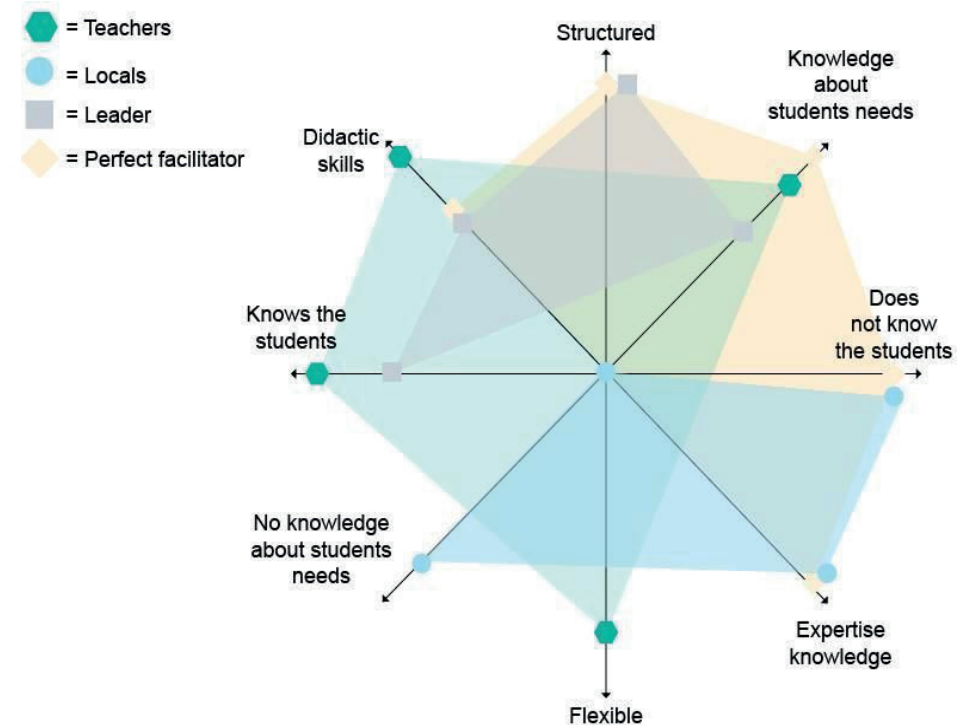 = Teachers
= Locals
= Leader
= Perfect facilitator
Structured
Knowledge
about
students needs
Didactic
skills
Knows the
students
Does
not know
the students
No knowledge
about students
needs
Expertise
knowledge
Flexible